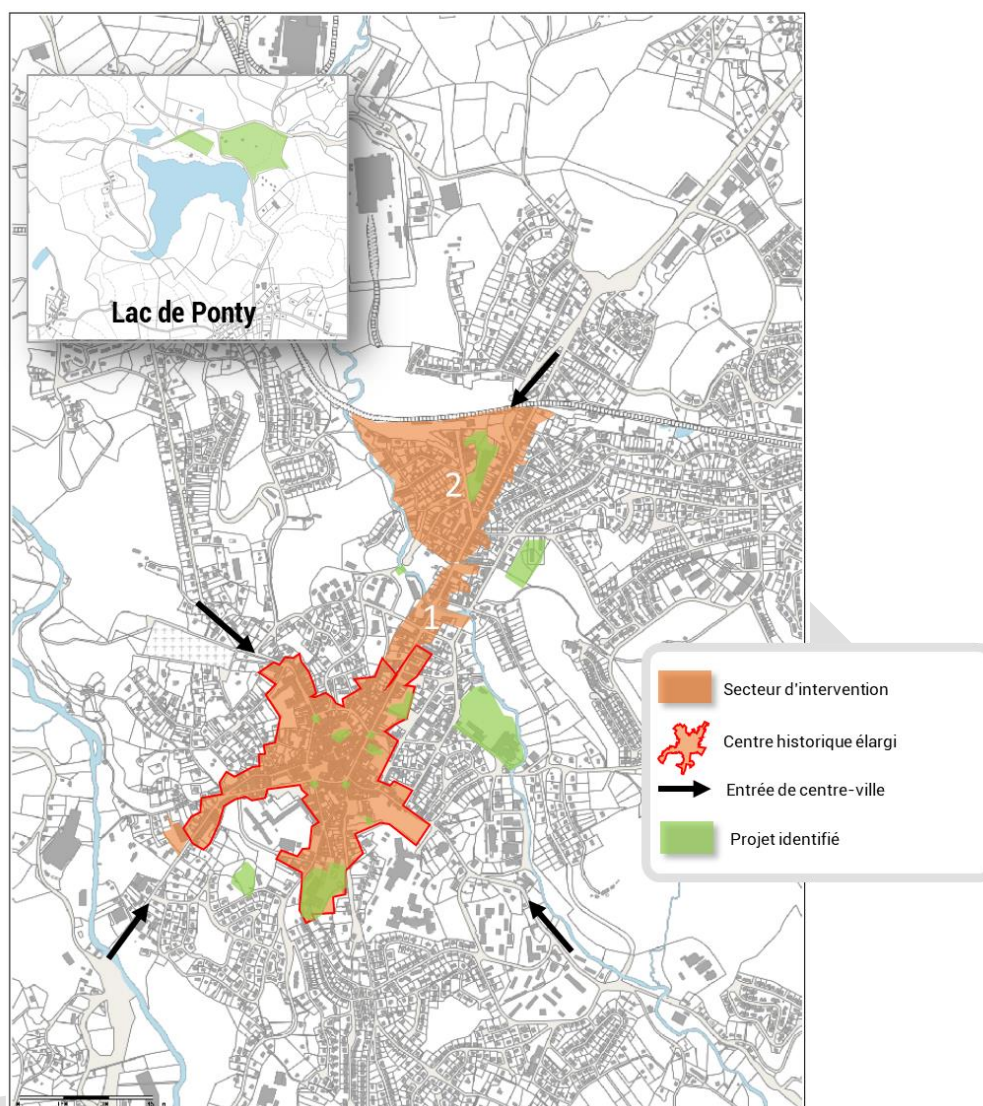 Lac de Ponty
2
1
Secteur d'intervention
Centre historique élargi
Entrée de centre-ville
Projet identifié